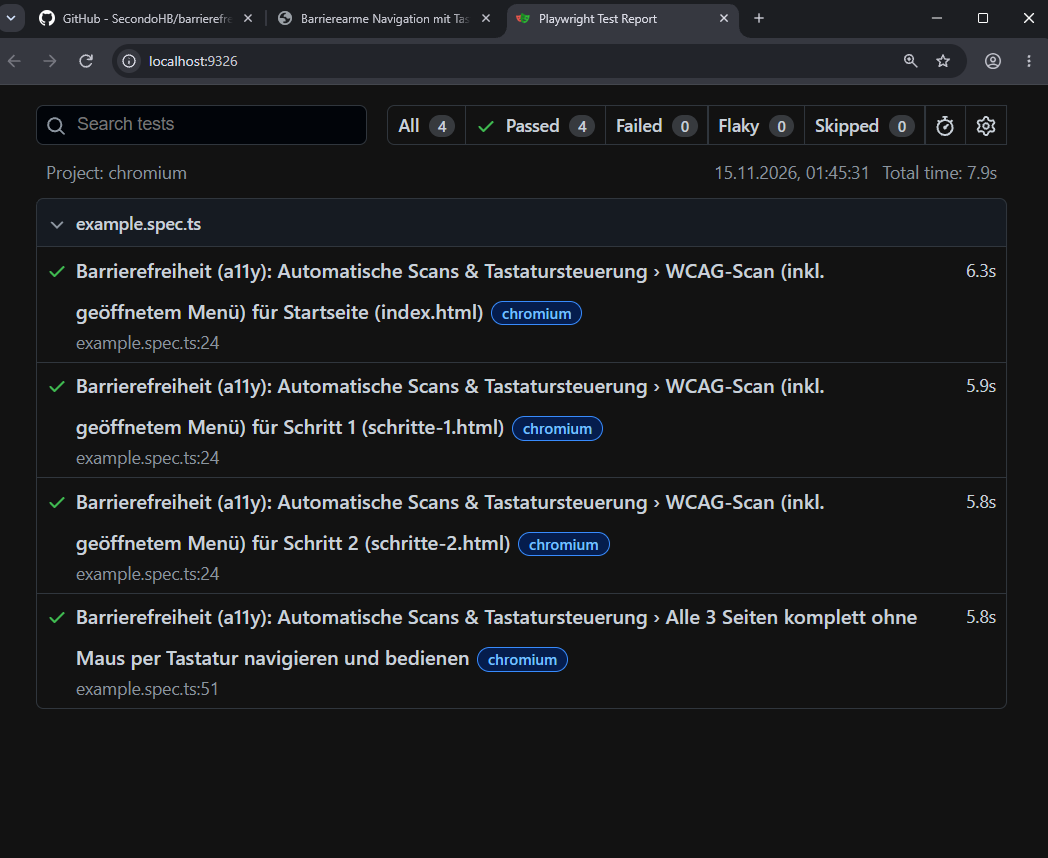 GitHub - SecondoHB/barrierefre
Barrierearme Navigation mit Tas
Playwright Test Report
localhost:9326
Search tests
All 4 Passed 4 Failed 0 Flaky 0 Skipped 0
Project: chromium 15.11.2026, 01:45:31 Total time: 7.9s
example.spec.ts
Barrierefreiheit (a11y): Automatische Scans & Tastatursteuerung › WCAG-Scan (inkl. 6.3s
geöffnetem Menü) für Startseite (index.html) chromium
example.spec.ts:24
Barrierefreiheit (a11y): Automatische Scans & Tastatursteuerung › WCAG-Scan (inkl. 5.9s
geöffnetem Menü) für Schritt 1 (schritte-1.html) chromium
example.spec.ts:24
Barrierefreiheit (a11y): Automatische Scans & Tastatursteuerung › WCAG-Scan (inkl. 5.8s
geöffnetem Menü) für Schritt 2 (schritte-2.html) chromium
example.spec.ts:24
Barrierefreiheit (a11y): Automatische Scans & Tastatursteuerung › Alle 3 Seiten komplett ohne 5.8s
Maus per Tastatur navigieren und bedienen chromium
example.spec.ts:51